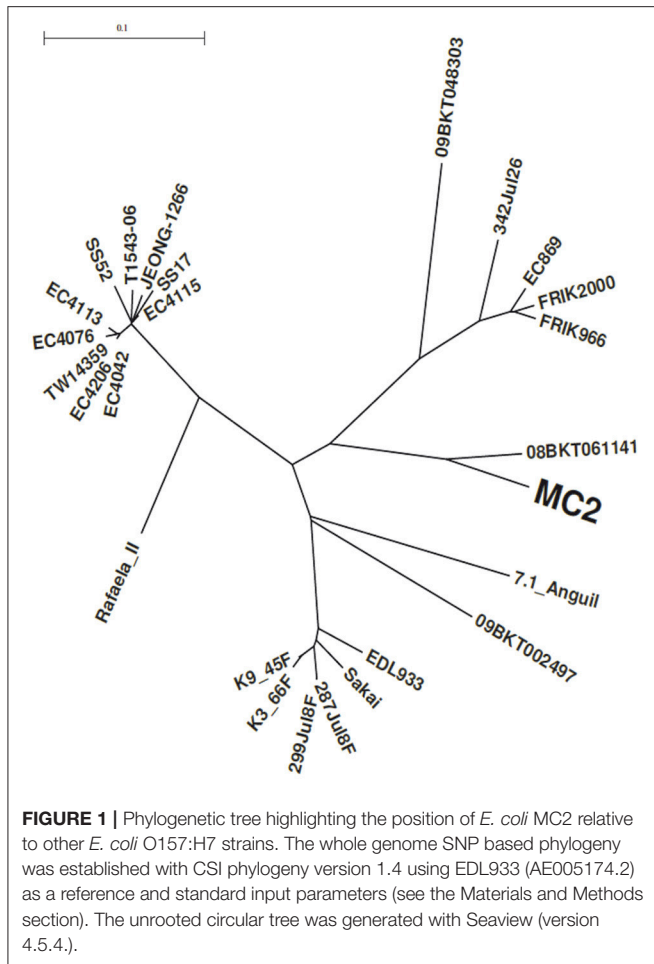 0.1
09BKT048303
342Jul26
EC869
FRIK2000
FRIK966
SS52
T1543-06
JEONG-1266
SS17
EC4115
EC4113
EC4076
TW14359
EC4206
EC4042
08BKT061141
MC2
Rafaela_II
7.1_Anguil
09BKT002497
EDL933
Sakai
287Jul8F
299Jul8F
K3_66F
K9_45F
FIGURE 1 | Phylogenetic tree highlighting the position of E. coli MC2 relative
to other E. coli O157:H7 strains. The whole genome SNP based phylogeny
was established with CSI phylogeny version 1.4 using EDL933 (AE005174.2)
as a reference and standard input parameters (see the Materials and Methods
section). The unrooted circular tree was generated with Seaview (version
4.5.4.).